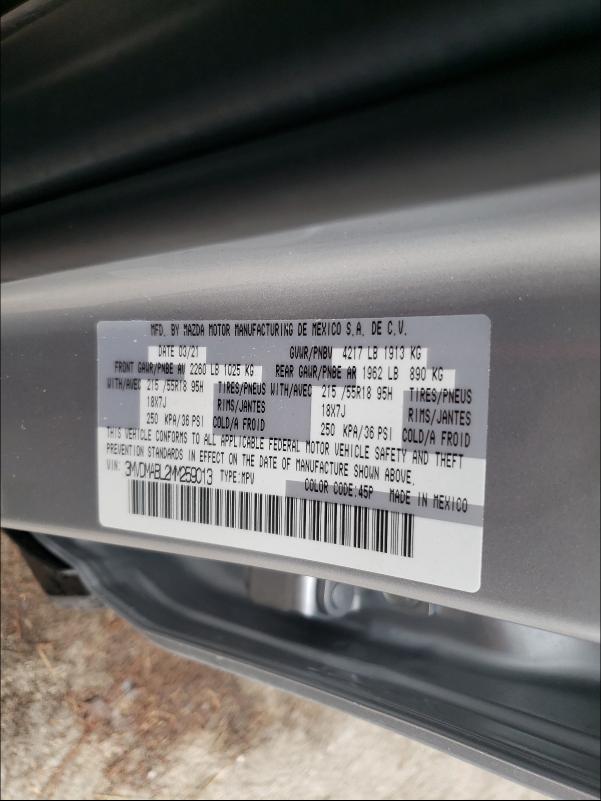 MFD. BY MAZDA MOTOR MANUFACTURING DE MEXICO S.A. DE C.V.
DATE 03/21 GVWR/PNBV 4217 LB 1913 KG
FRONT GAWR/PNBE AV 2260 LB 1025 KG REAR GAWR/PNBE AR 1962 LB 890 KG
WITH/AVEC 215 /55R18 95H TIRES/PNEUS WITH/AVEC 215 /55R18 95H TIRES/PNEUS
18X7J RIMS/JANTES 18X7J RIMS/JANTES
250 KPA/36 PSI COLD/A FROID 250 KPA/36 PSI COLD/A FROID
THIS VEHICLE CONFORMS TO ALL APPLICABLE FEDERAL MOTOR VEHICLE SAFETY AND THEFT
PREVENTION STANDARDS IN EFFECT ON THE DATE OF MANUFACTURE SHOWN ABOVE.
3MVDMABL2MM259013 TYPE:MPV
COLOR CODE:45P MADE IN MEXICO